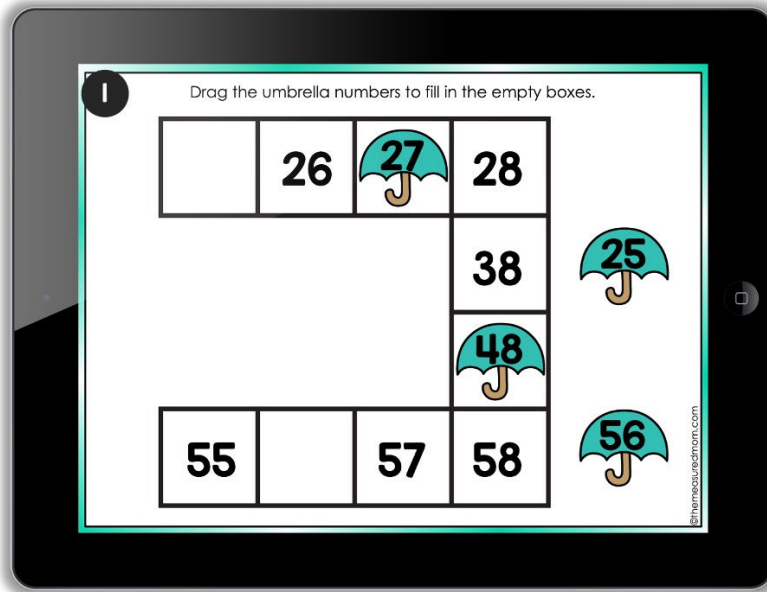 1
Drag the umbrella numbers to fill in the empty boxes.
26 27 28
38
25
48
55 57 58
56
©themeasuredmom.com